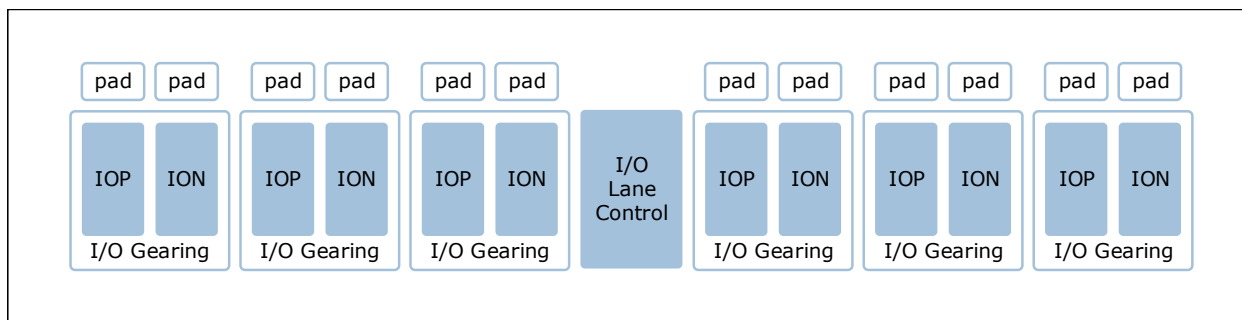 pad pad pad pad pad pad pad pad pad pad pad pad
IOP ION IOP ION IOP ION I/O Lane Control IOP ION IOP ION IOP ION
I/O Gearing I/O Gearing I/O Gearing I/O Gearing I/O Gearing I/O Gearing